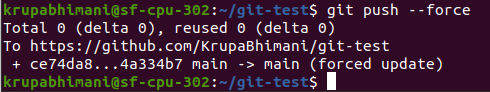 krupabhimani@sf-cpu-302:~/git-test$ git push --force
Total 0 (delta 0), reused 0 (delta 0)
To https://github.com/KrupaBhimani/git-test
 + ce74da8...4a334b7 main -> main (forced update)
krupabhimani@sf-cpu-302:~/git-test$